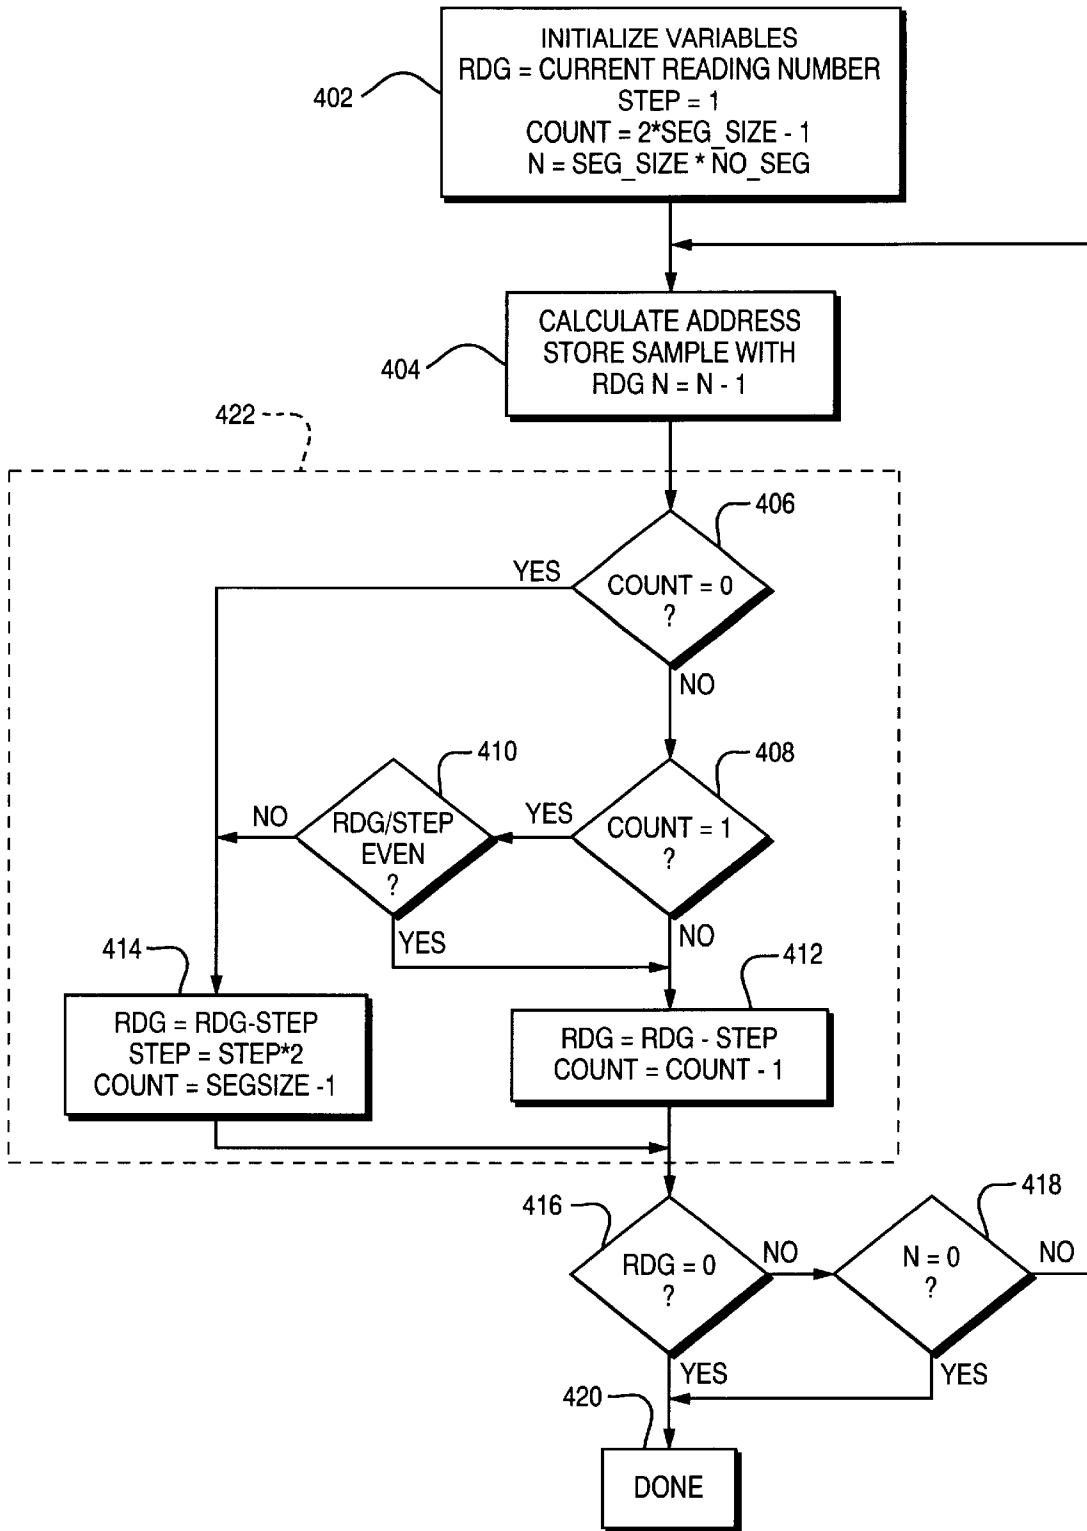 INITIALIZE VARIABLES
RDG = CURRENT READING NUMBER
STEP = 1
COUNT = 2*SEG_SIZE - 1
N = SEG_SIZE * NO_SEG
402
CALCULATE ADDRESS
STORE SAMPLE WITH
RDG N = N - 1
404
422
406
COUNT = 0
?
YES
NO
410
408
RDG/STEP
EVEN
?
NO
YES
COUNT = 1
?
YES
NO
414
412
RDG = RDG-STEP
STEP = STEP*2
COUNT = SEGSIZE -1
RDG = RDG - STEP
COUNT = COUNT - 1
416
418
RDG = 0
?
NO
YES
N = 0
?
NO
YES
420
DONE